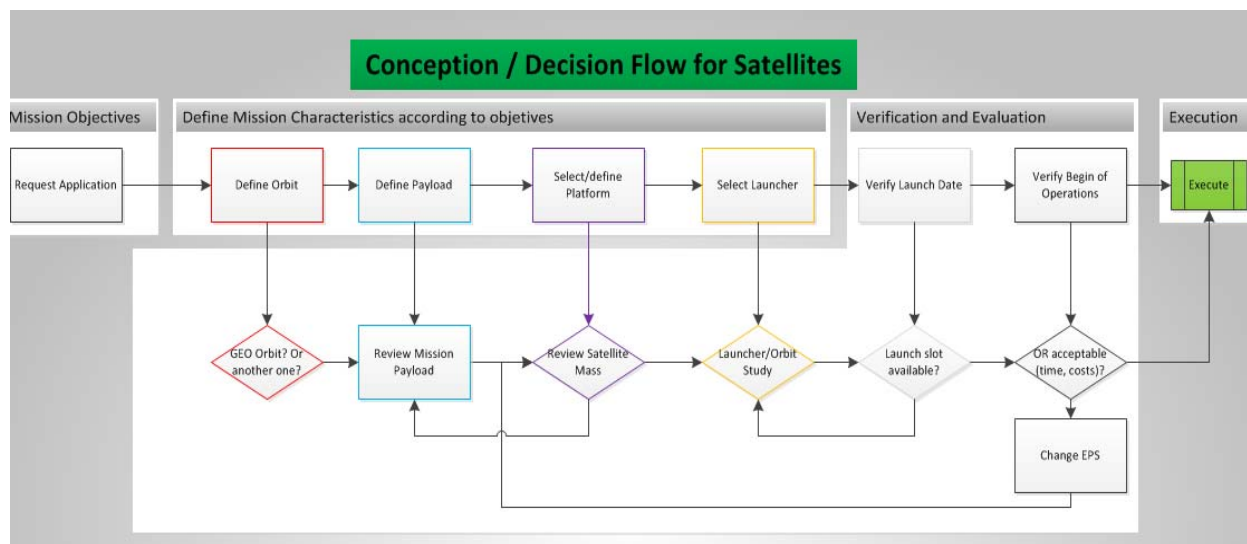 Conception / Decision Flow for Satellites
Mission Objectives
Define Mission Characteristics according to objetives
Verification and Evaluation
Execution
Request Application
Define Orbit
Define Payload
Select/define
Platform
Select Launcher
Verify Launch Date
Verify Begin of
Operations
Execute
GEO Orbit? Or
another one?
Review Mission
Payload
Review Satellite
Mass
Launcher/Orbit
Study
Launch slot
available?
OR acceptable
(time, costs)?
Change EPS